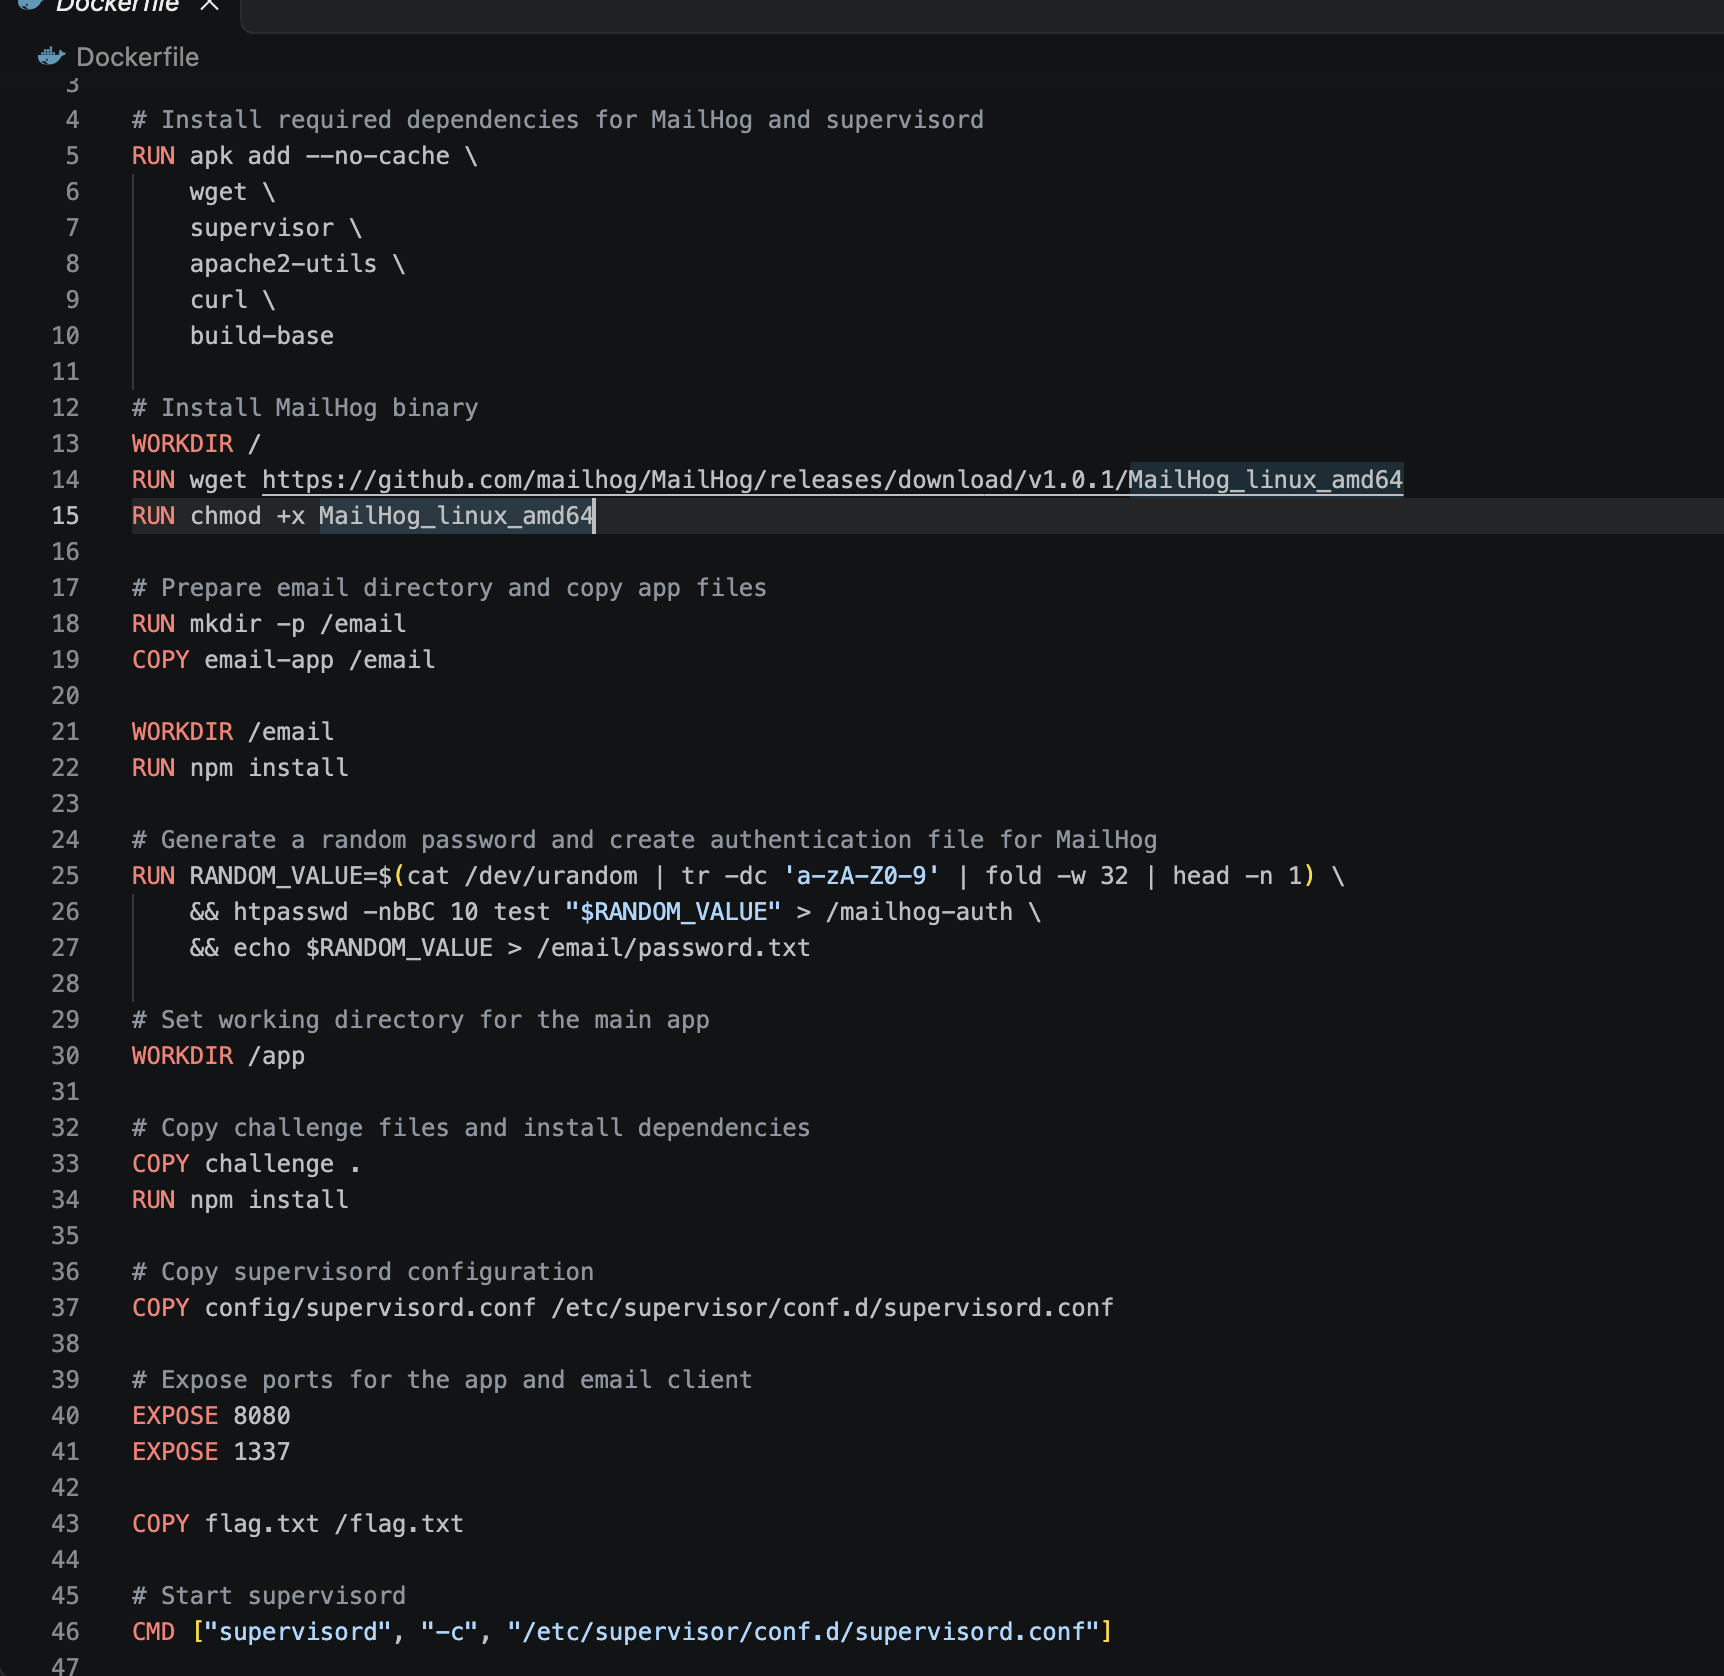 Dockerfile
Dockerfile
3
4 # Install required dependencies for MailHog and supervisord
5 RUN apk add --no-cache \
6     wget \
7     supervisor \
8     apache2-utils \
9     curl \
10     build-base
11
12 # Install MailHog binary
13 WORKDIR /
14 RUN wget https://github.com/mailhog/MailHog/releases/download/v1.0.1/MailHog_linux_amd64
15 RUN chmod +x MailHog_linux_amd64
16
17 # Prepare email directory and copy app files
18 RUN mkdir -p /email
19 COPY email-app /email
20
21 WORKDIR /email
22 RUN npm install
23
24 # Generate a random password and create authentication file for MailHog
25 RUN RANDOM_VALUE=$(cat /dev/urandom | tr -dc 'a-zA-Z0-9' | fold -w 32 | head -n 1) \
26     && htpasswd -nbBC 10 test "$RANDOM_VALUE" > /mailhog-auth \
27     && echo $RANDOM_VALUE > /email/password.txt
28
29 # Set working directory for the main app
30 WORKDIR /app
31
32 # Copy challenge files and install dependencies
33 COPY challenge .
34 RUN npm install
35
36 # Copy supervisord configuration
37 COPY config/supervisord.conf /etc/supervisor/conf.d/supervisord.conf
38
39 # Expose ports for the app and email client
40 EXPOSE 8080
41 EXPOSE 1337
42
43 COPY flag.txt /flag.txt
44
45 # Start supervisord
46 CMD ["supervisord", "-c", "/etc/supervisor/conf.d/supervisord.conf"]
47